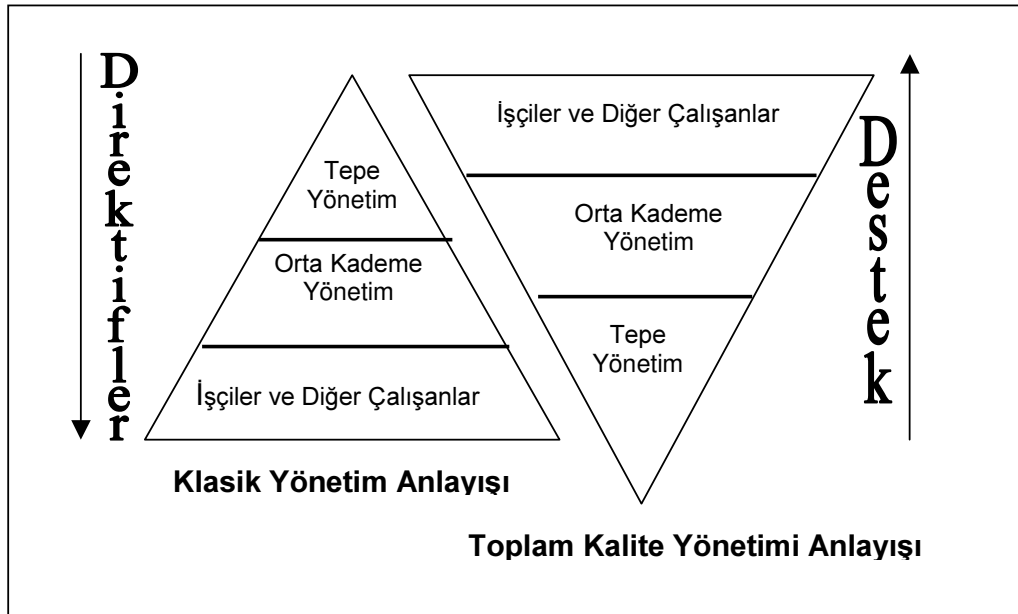 Direktifler
Tepe
Yönetim
Orta Kademe
Yönetim
İşçiler ve Diğer Çalışanlar
Klasik Yönetim Anlayışı
İşçiler ve Diğer Çalışanlar
Orta Kademe
Yönetim
Tepe
Yönetim
Toplam Kalite Yönetimi Anlayışı
Destek